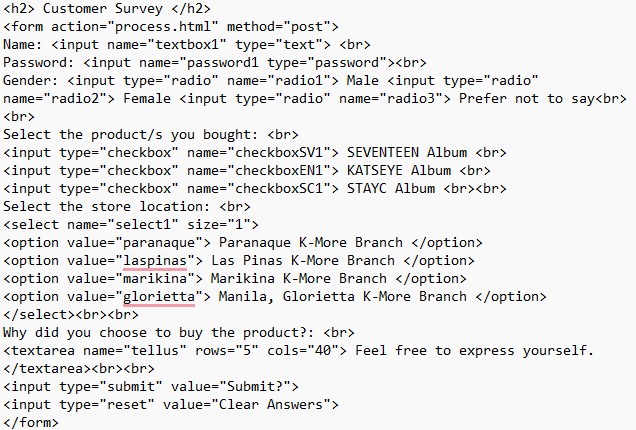 <h2> Customer Survey </h2>
<form action="process.html" method="post">
Name: <input name="textbox1" type="text"> <br>
Password: <input name="password1 type="password"><br>
Gender: <input type="radio" name="radio1"> Male <input type="radio"
name="radio2"> Female <input type="radio" name="radio3"> Prefer not to say<br>
<br>
Select the product/s you bought: <br>
<input type="checkbox" name="checkboxSV1"> SEVENTEEN Album <br>
<input type="checkbox" name="checkboxEN1"> KATSEYE Album <br>
<input type="checkbox" name="checkboxSC1"> STAYC Album <br><br>
Select the store location: <br>
<select name="select1" size="1">
<option value="paranaque"> Paranaque K-More Branch </option>
<option value="laspinas"> Las Pinas K-More Branch </option>
<option value="marikina"> Marikina K-More Branch </option>
<option value="glorietta"> Manila, Glorietta K-More Branch </option>
</select><br><br>
Why did you choose to buy the product?: <br>
<textarea name="tellus" rows="5" cols="40"> Feel free to express yourself.
</textarea><br><br>
<input type="submit" value="Submit?">
<input type="reset" value="Clear Answers">
</form>